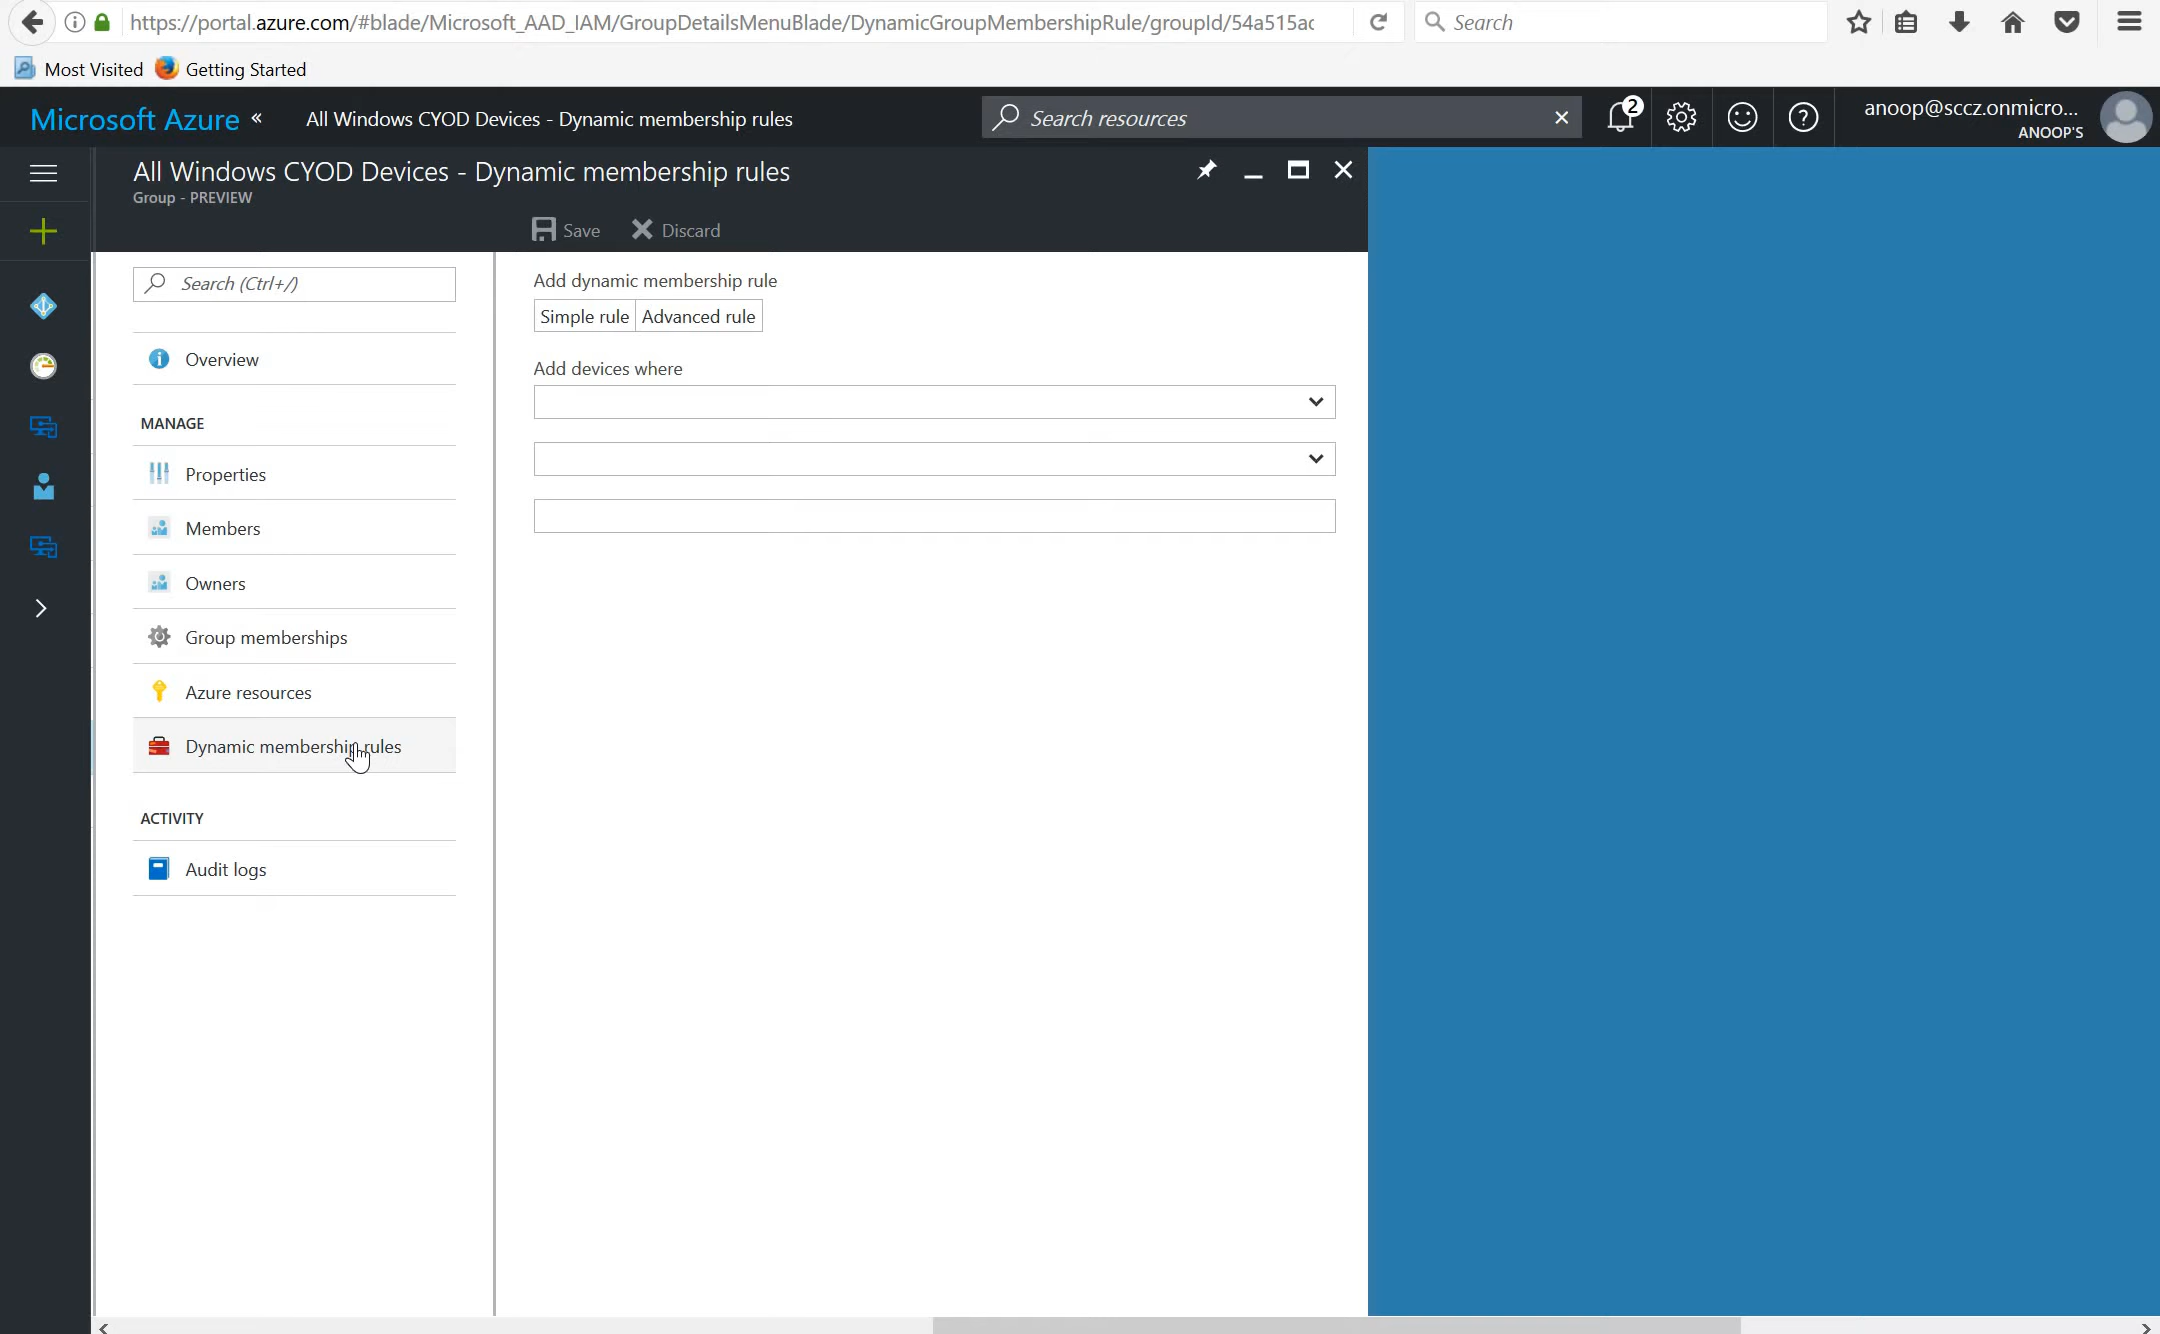 https://portal.azure.com/#blade/Microsoft_AAD_IAM/GroupDetailsMenuBlade/DynamicGroupMembershipRule/groupId/54a515ac
Search
Most Visited
Getting Started
Microsoft Azure «
All Windows CYOD Devices - Dynamic membership rules
Search resources
2
anoop@sccz.onmicro...
ANOOP'S
All Windows CYOD Devices - Dynamic membership rules
Group - PREVIEW
Save
Discard
Search (Ctrl+/)
Overview
MANAGE
Properties
Members
Owners
Group memberships
Azure resources
Dynamic membership rules
ACTIVITY
Audit logs
Add dynamic membership rule
Simple rule
Advanced rule
Add devices where